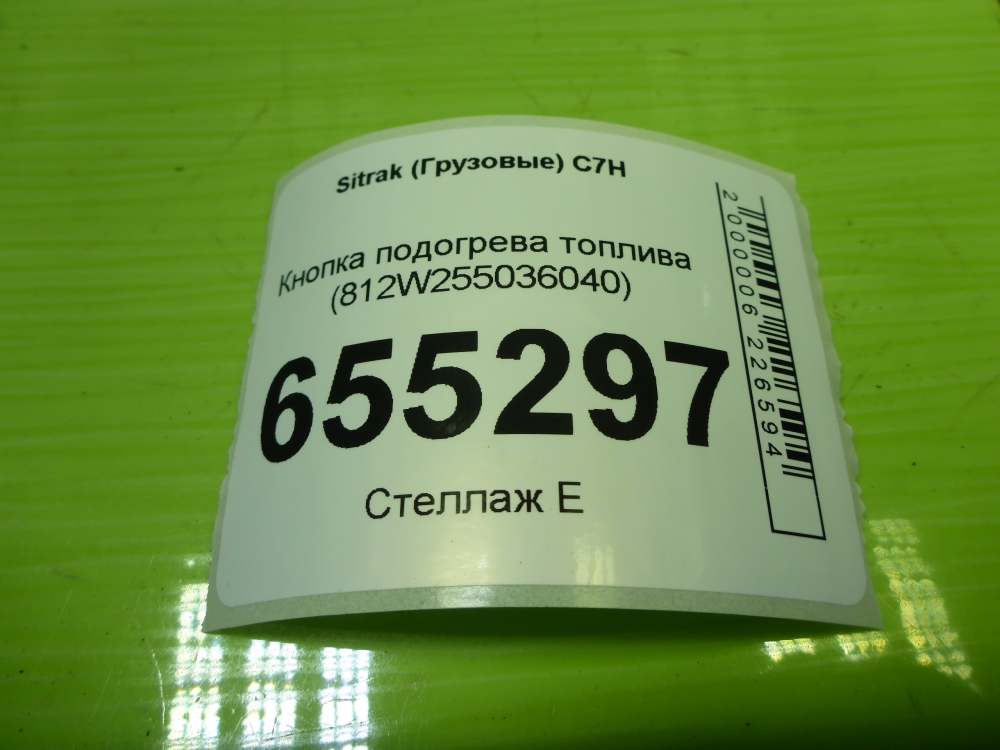 Sitrak (Грузовые) C7H
Кнопка подогрева топлива
(812W255036040)
655297
Стеллаж Е
2000006226594